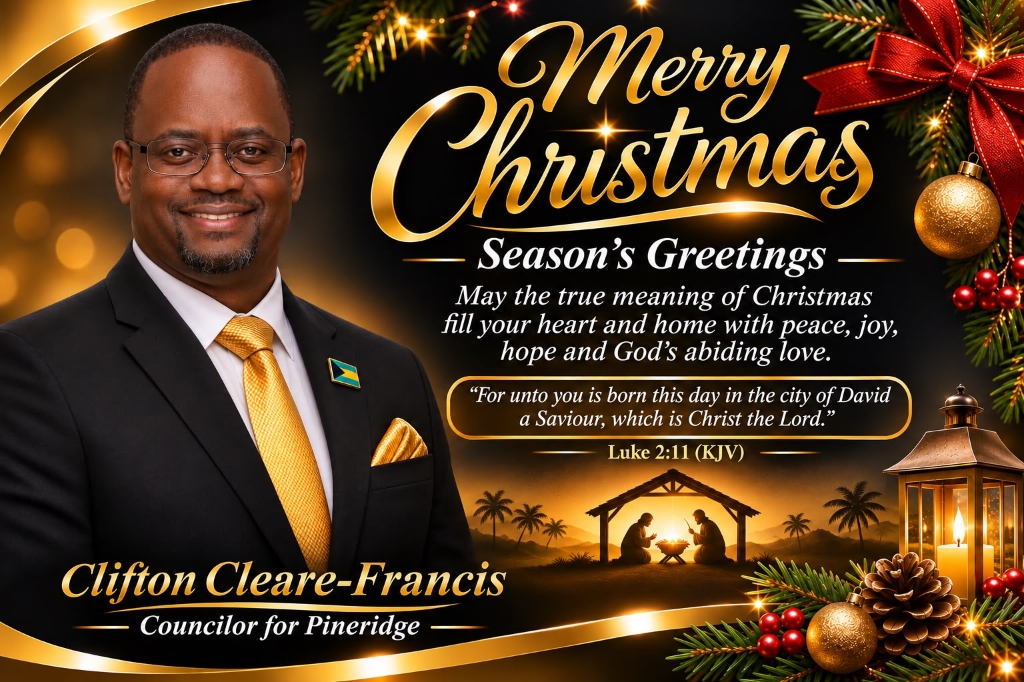 Merry
Christmas
Season's Greetings
May the true meaning of Christmas
fill your heart and home with peace, joy,
hope and God's abiding love.
"For unto you is born this day in the city of David
a Saviour, which is Christ the Lord."
Luke 2:11 (KJV)
Clifton Cleare-Francis
Councilor for Pineridge